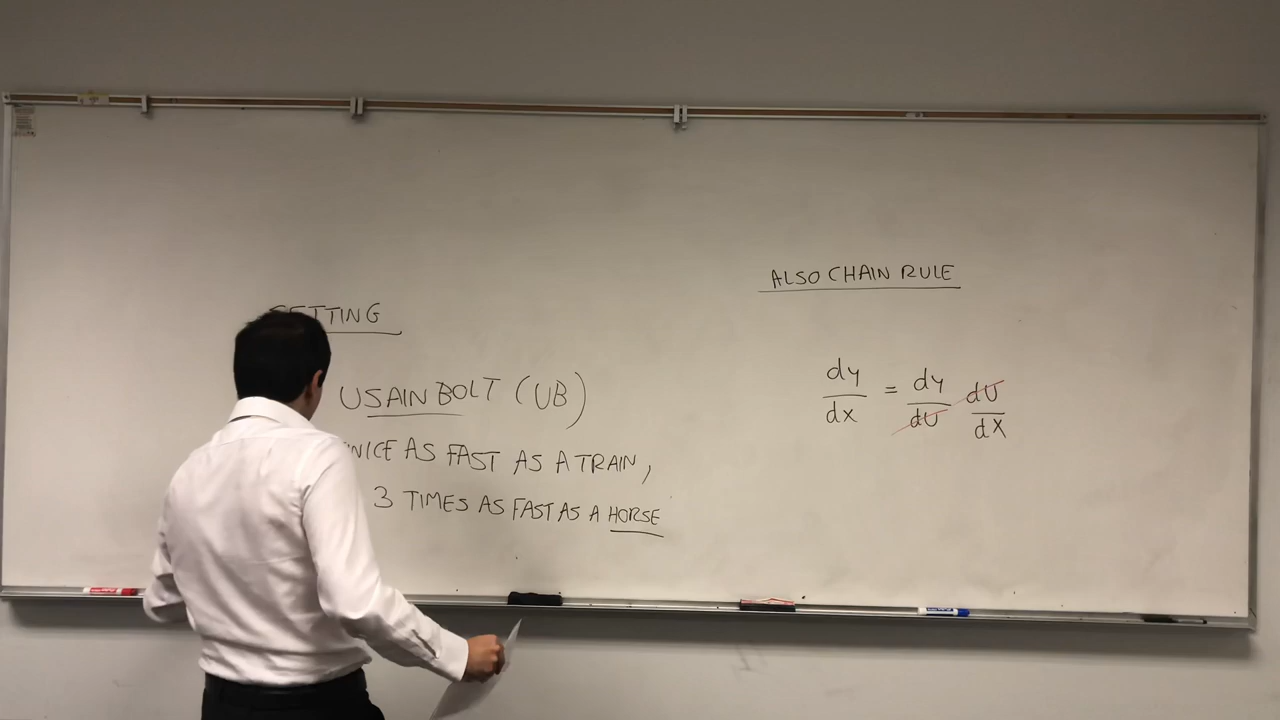 SETTING
USAIN BOLT (UB)
AS FAST AS A TRAIN,
3 TIMES AS FAST AS A HORSE
ALSO CHAIN RULE
dy/dx = dy/dU dU/dX